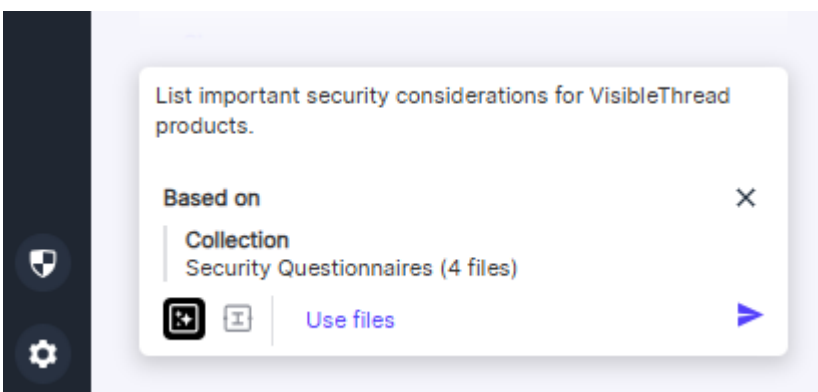 List important security considerations for VisibleThread
products.
Based on
Collection
Security Questionnaires (4 files)
Use files